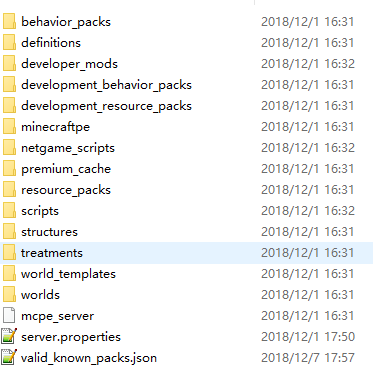 behavior_packs 2018/12/1 16:31
definitions 2018/12/1 16:31
developer_mods 2018/12/1 16:32
development_behavior_packs 2018/12/1 16:31
development_resource_packs 2018/12/1 16:31
minecraftpe 2018/12/1 16:31
netgame_scripts 2018/12/1 16:32
premium_cache 2018/12/1 16:31
resource_packs 2018/12/1 16:31
scripts 2018/12/1 16:32
structures 2018/12/1 16:31
treatments 2018/12/1 16:31
world_templates 2018/12/1 16:31
worlds 2018/12/1 16:31
mcpe_server 2018/12/1 16:31
server.properties 2018/12/1 17:50
valid_known_packs.json 2018/12/7 17:57